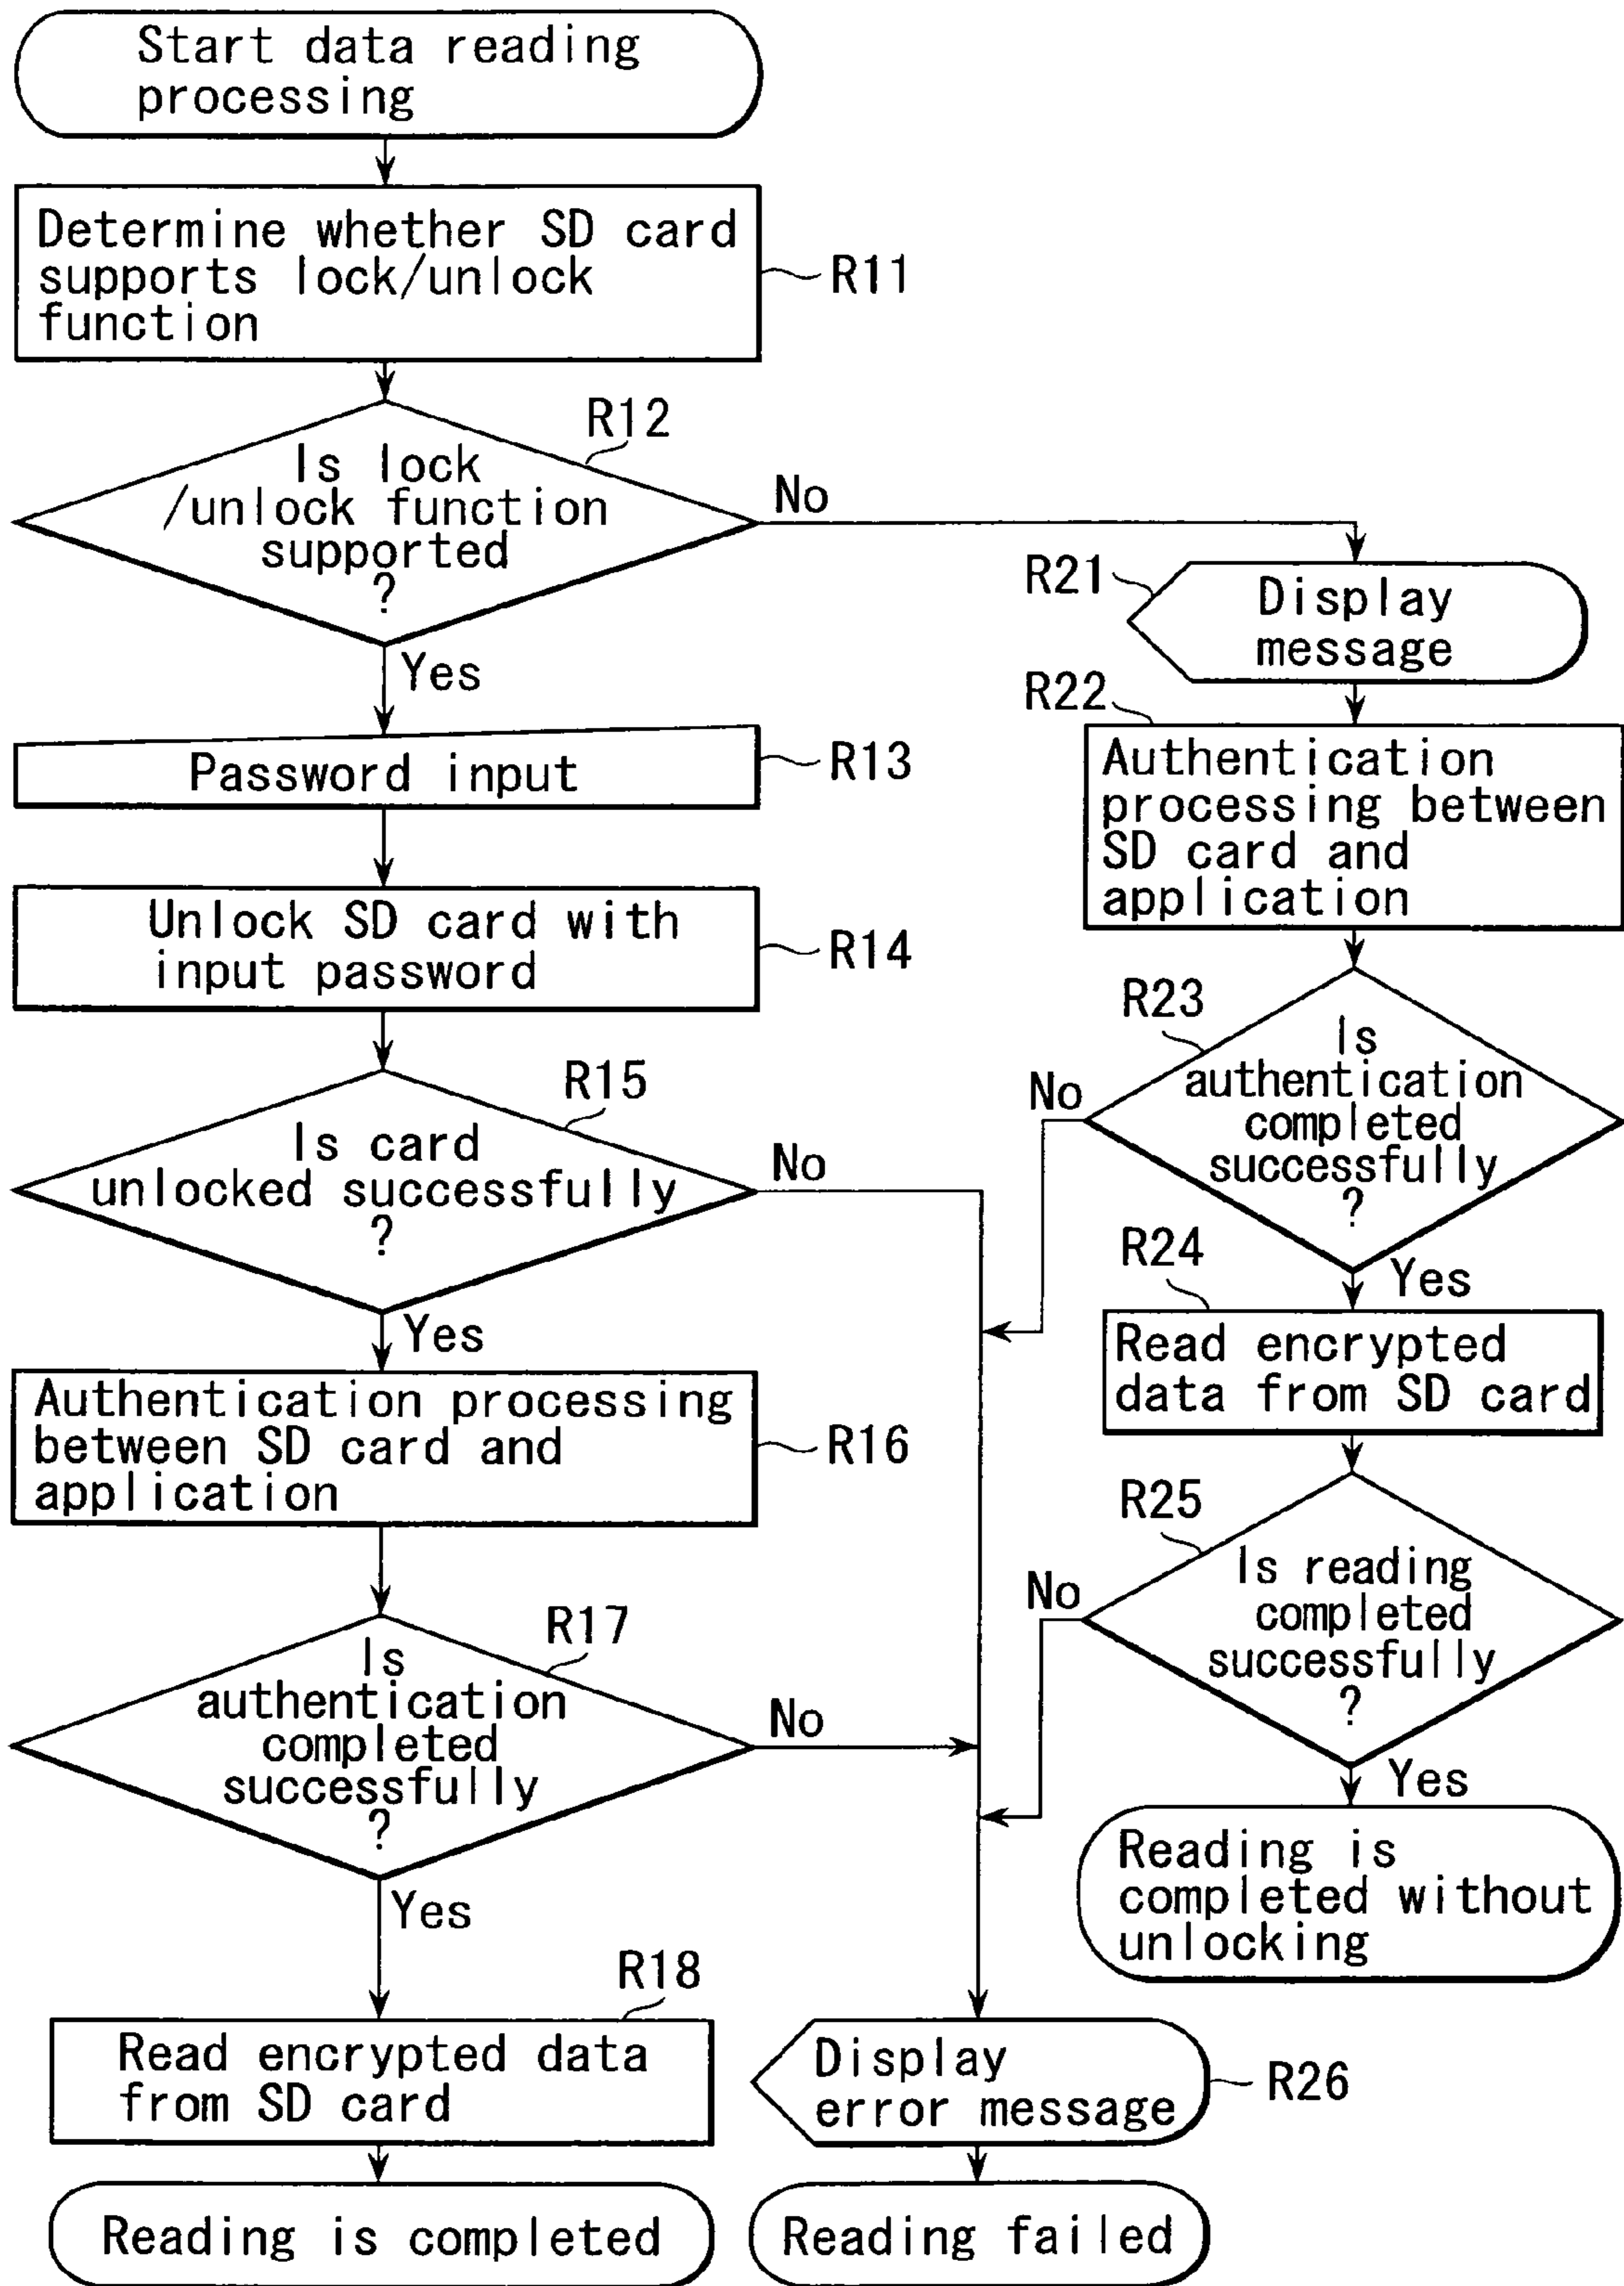 Start data reading
processing
Determine whether SD card
supports lock/unlock
function
R11
R12
Is lock
/unlock function
supported
?
No
Yes
R21
Display
message
R13
Password input
R22
Authentication
processing between
SD card and
application
R14
Unlock SD card with
input password
R23
Is
authentication
completed
successfully
?
No
Yes
R15
Is card
unlocked successfully
?
No
Yes
R24
Read encrypted
data from SD card
Authentication processing
between SD card and
application
R16
R25
Is reading
completed
successfully
?
No
Yes
R17
Is
authentication
completed
successfully
?
No
Yes
Reading is
completed without
unlocking
R18
Read encrypted data
from SD card
Display
error message
R26
Reading is completed
Reading failed